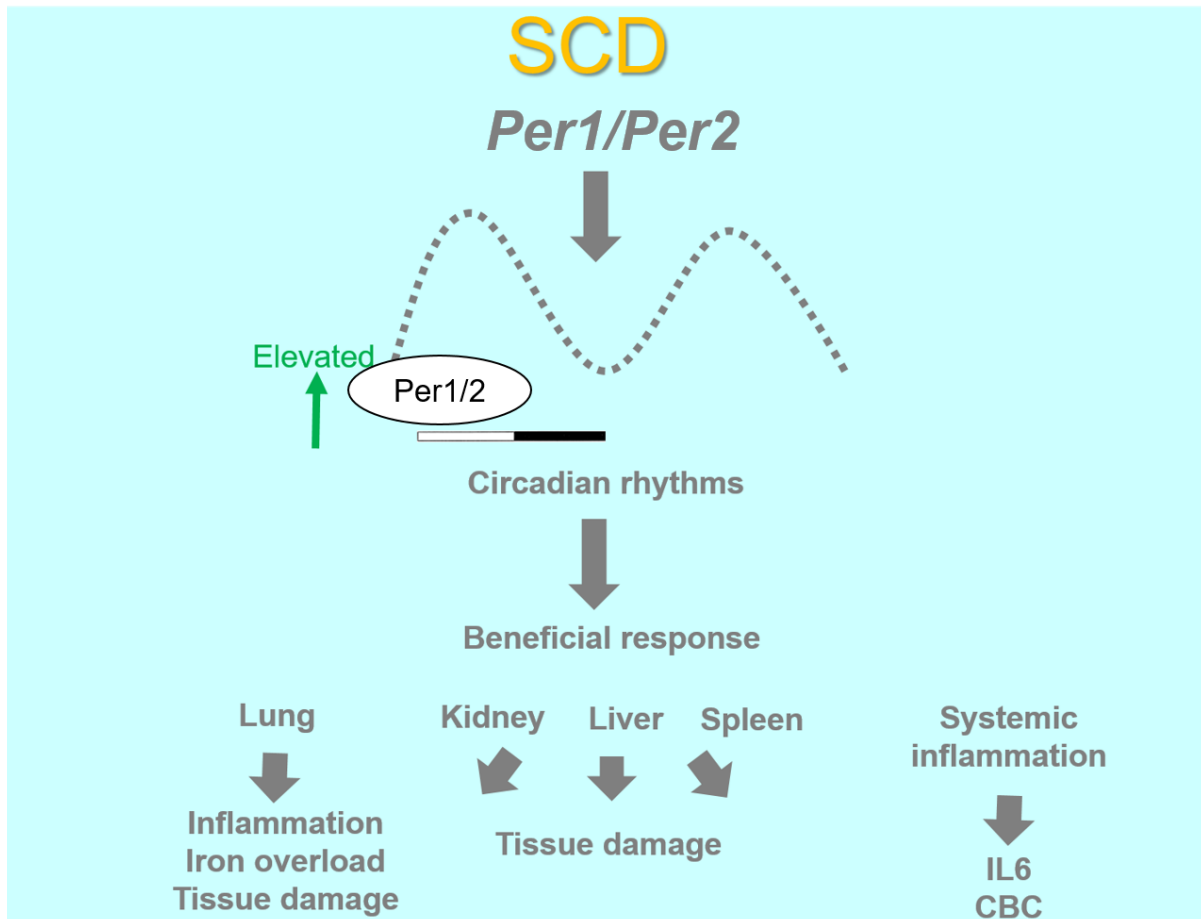 SCD
Per1/Per2
Elevated
Per1/2
Circadian rhythms
Beneficial response
Lung
Kidney
Liver
Spleen
Systemic
inflammation
Inflammation
Iron overload
Tissue damage
Tissue damage
IL6
CBC